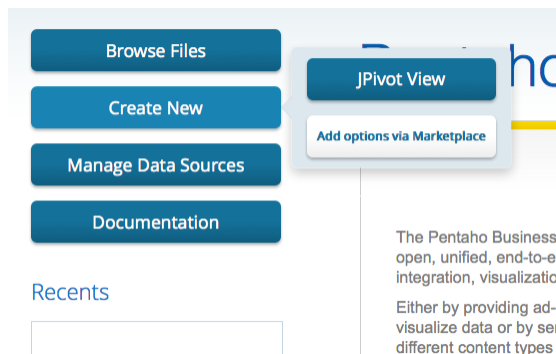 Browse Files
Create New
Manage Data Sources
Documentation
Recents
JPivot View
Add options via Marketplace
The Pentaho Business
open, unified, end-to-e
integration, visualizatio
Either by providing ad-
visualize data or by se
different content types